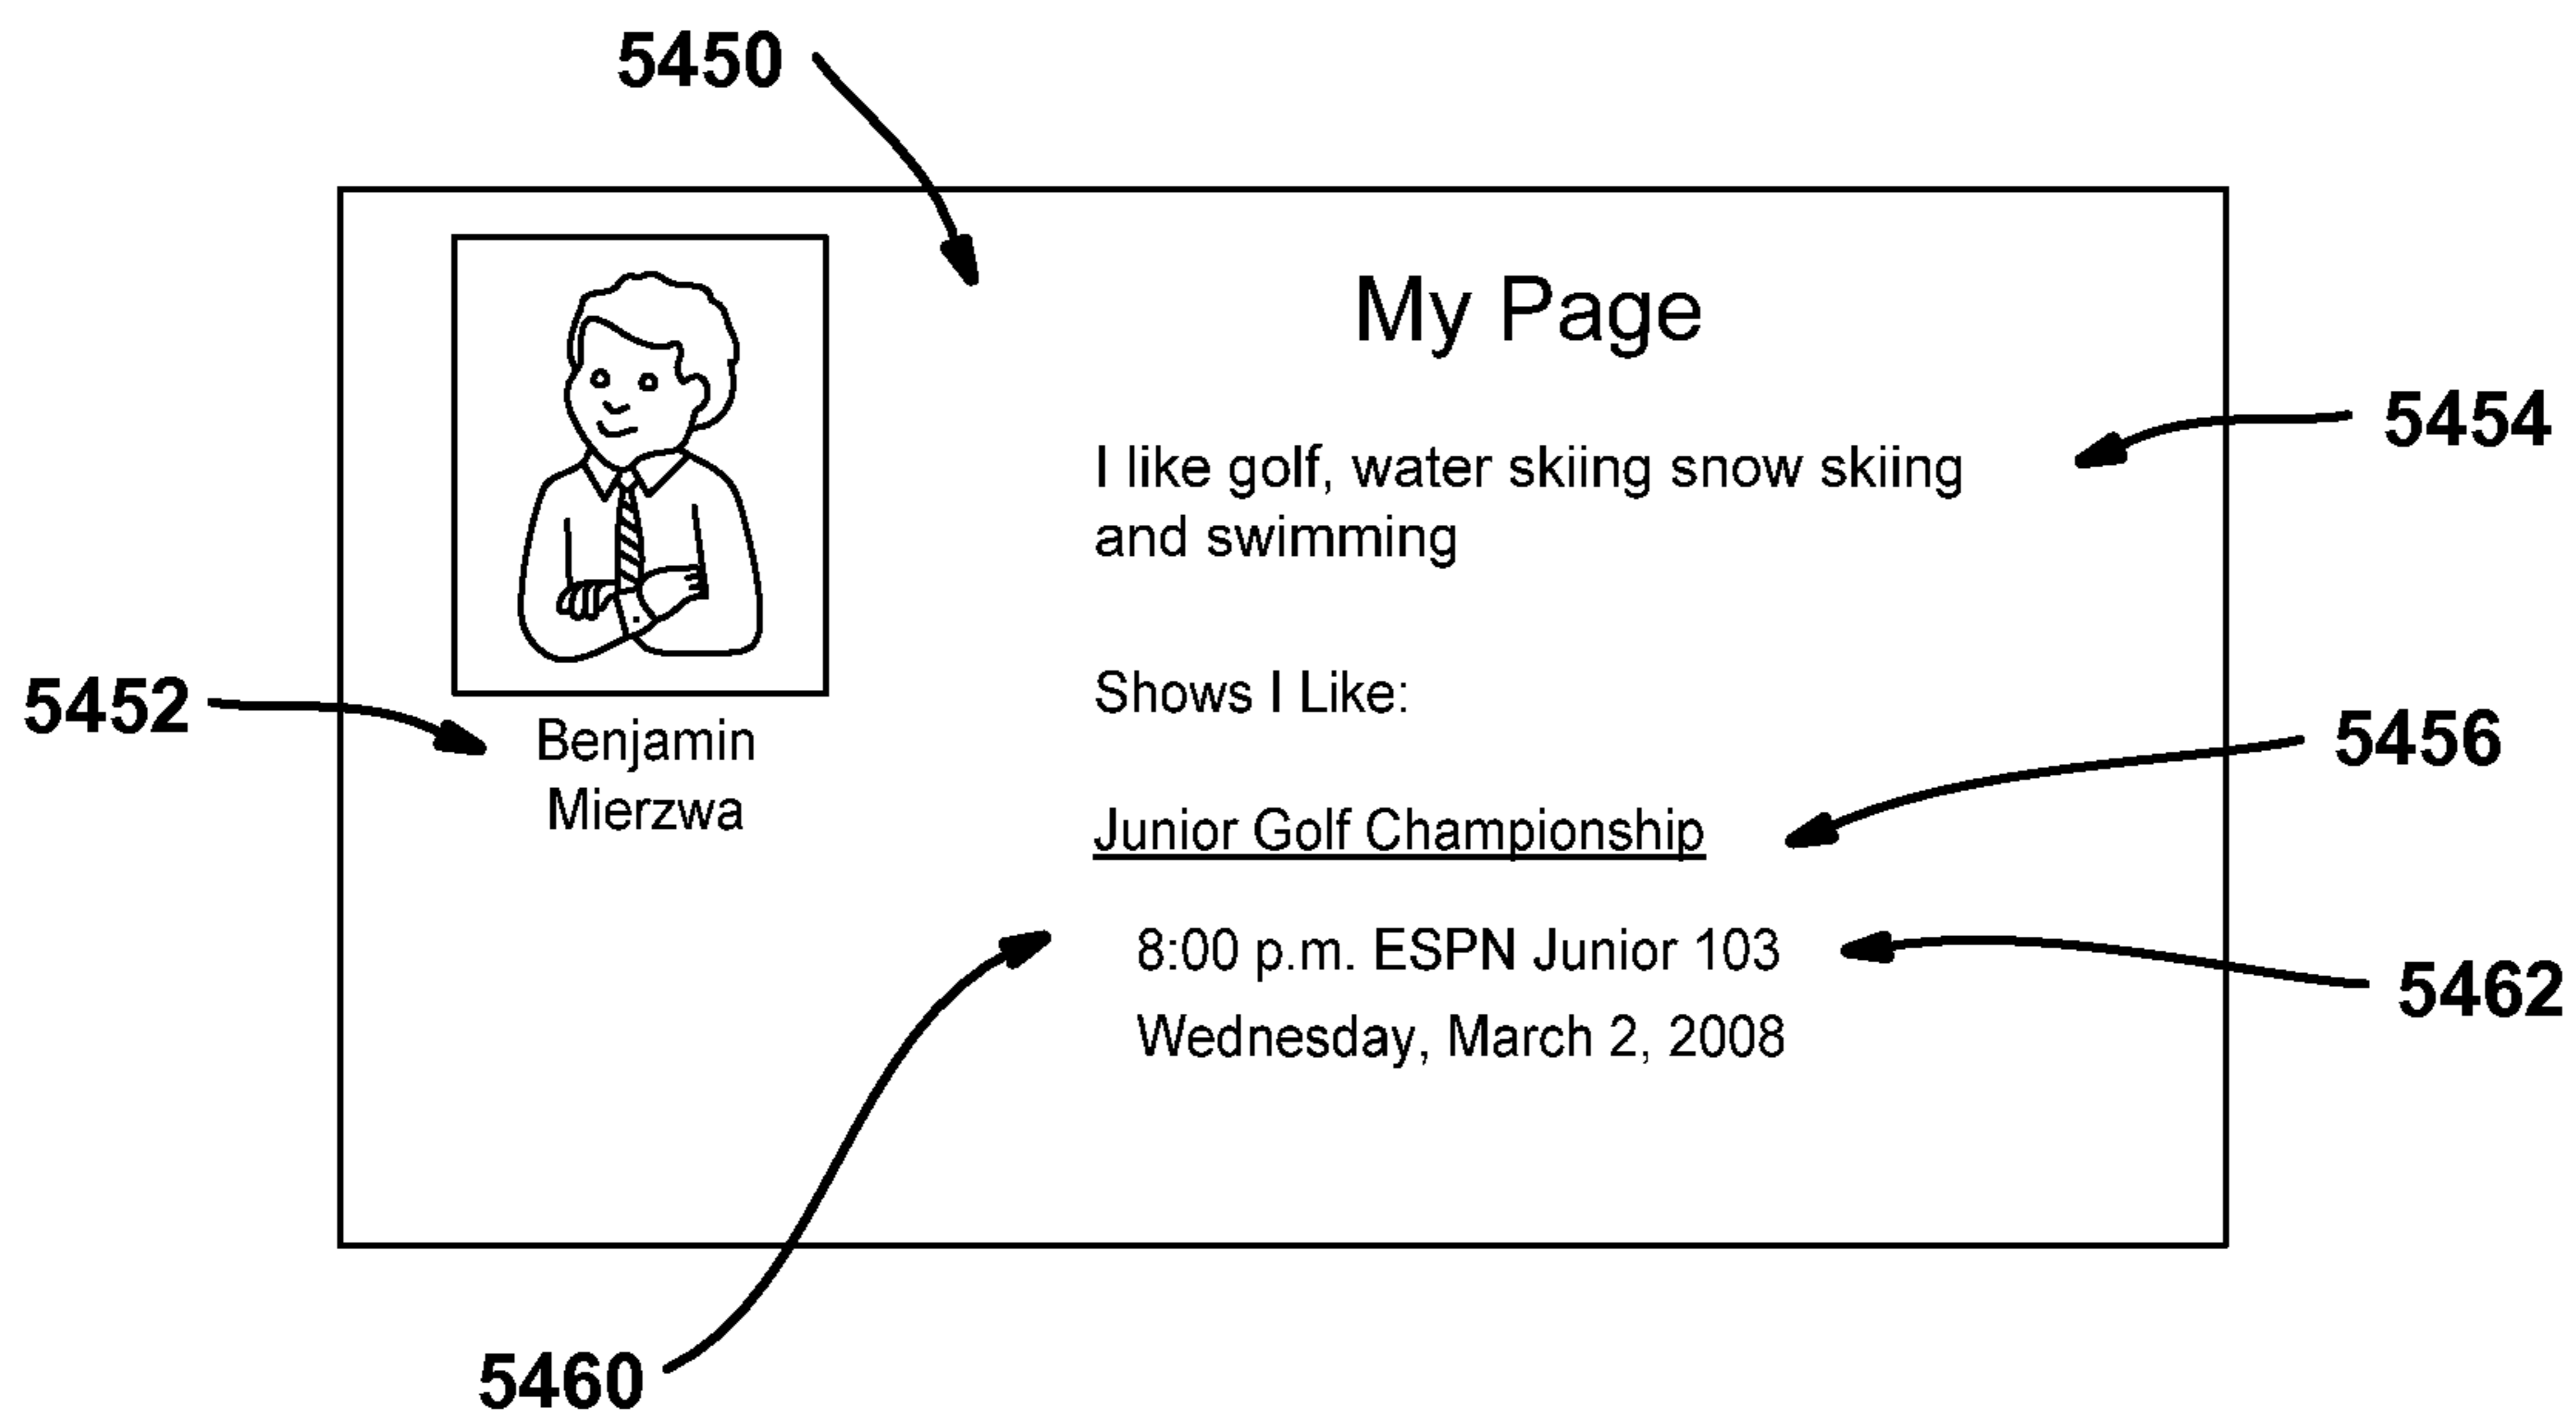 5450
My Page
5454
I like golf, water skiing snow skiing
and swimming
Shows I Like:
5452
Benjamin
Mierzwa
5456
Junior Golf Championship
8:00 p.m. ESPN Junior 103
5462
Wednesday, March 2, 2008
5460